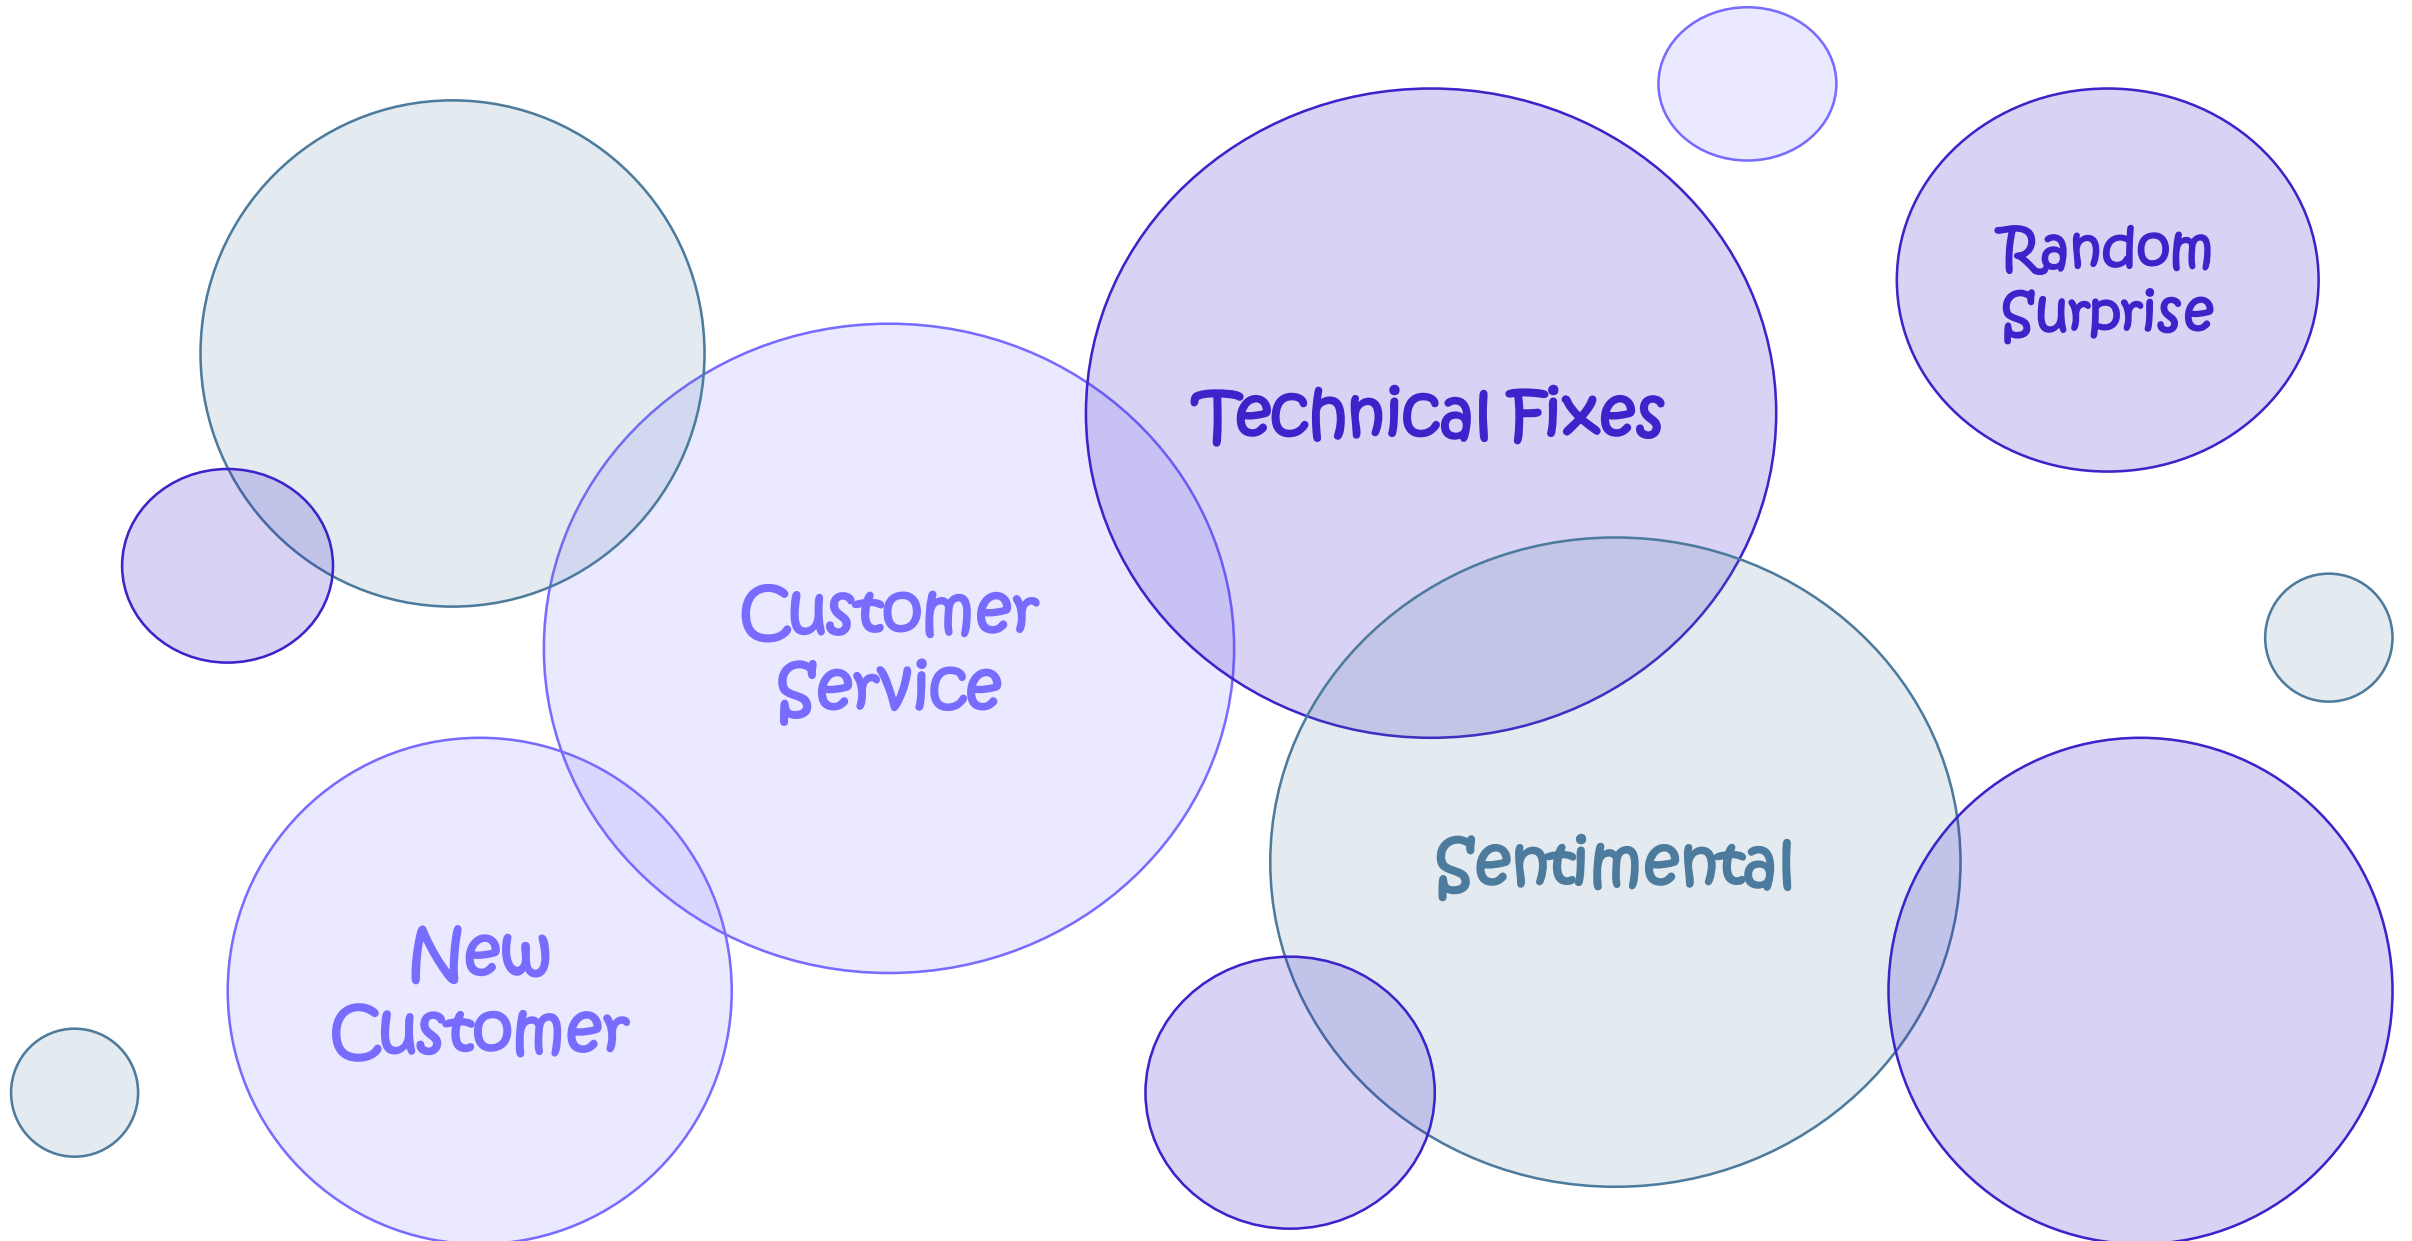 Random
Surprise
Technical Fixes
Customer
Service
Sentimental
New
Customer